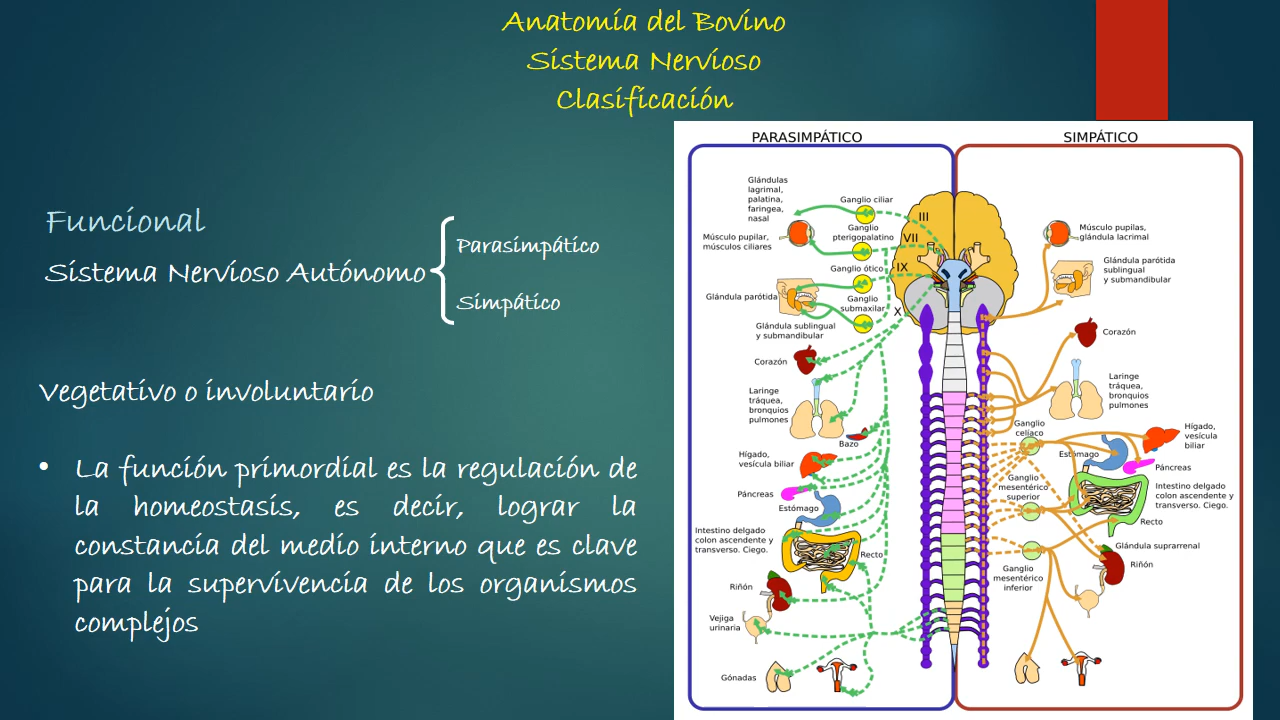 Anatomía del Bovino
Sistema Nervioso
Clasificación
Funcional
Sistema Nervioso Autónomo
Parasimpático
Simpático
Vegetativo o involuntario
• La función primordial es la regulación de
la homeostasis, es decir, lograr la
constancia del medio interno que es clave
para la supervivencia de los organismos
complejos
PARASIMPÁTICO
Glándulas
lagrimal,
palatina,
faringea,
nasal
Ganglio ciliar
Músculo pupilar,
músculos ciliares
Ganglio
pterigopalatino
Ganglio ótico
Glándula parótida
Ganglio
submaxilar
Glándula sublingual
y submandibular
Corazón
Laringe
tráquea,
bronquios
pulmones
Bazo
Hígado,
vesícula biliar
Páncreas
Estómago
Intestino delgado
colon ascendente y
transverso. Ciego.
Recto
Riñón
Vejiga
urinaria
Gónadas
III
VII
IX
X
SIMPÁTICO
Músculo pupilas,
glándula lacrimal
Glándula parótida
sublingual
y submandibular
Corazón
Laringe
tráquea,
bronquios
pulmones
Ganglio
celíaco
Hígado,
vesícula
biliar
Estómago
Páncreas
Ganglio
mesentérico
superior
Intestino delgado
colon ascendente y
transverso. Ciego.
Recto
Glándula suprarrenal
Riñón
Ganglio
mesentérico
inferior